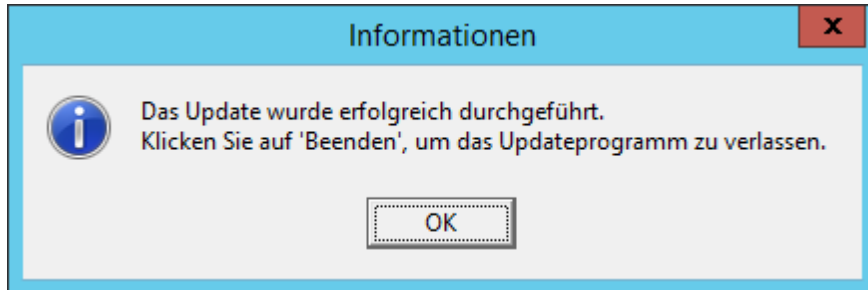 Informationen
x
Das Update wurde erfolgreich durchgeführt.
Klicken Sie auf 'Beenden', um das Updateprogramm zu verlassen.
OK